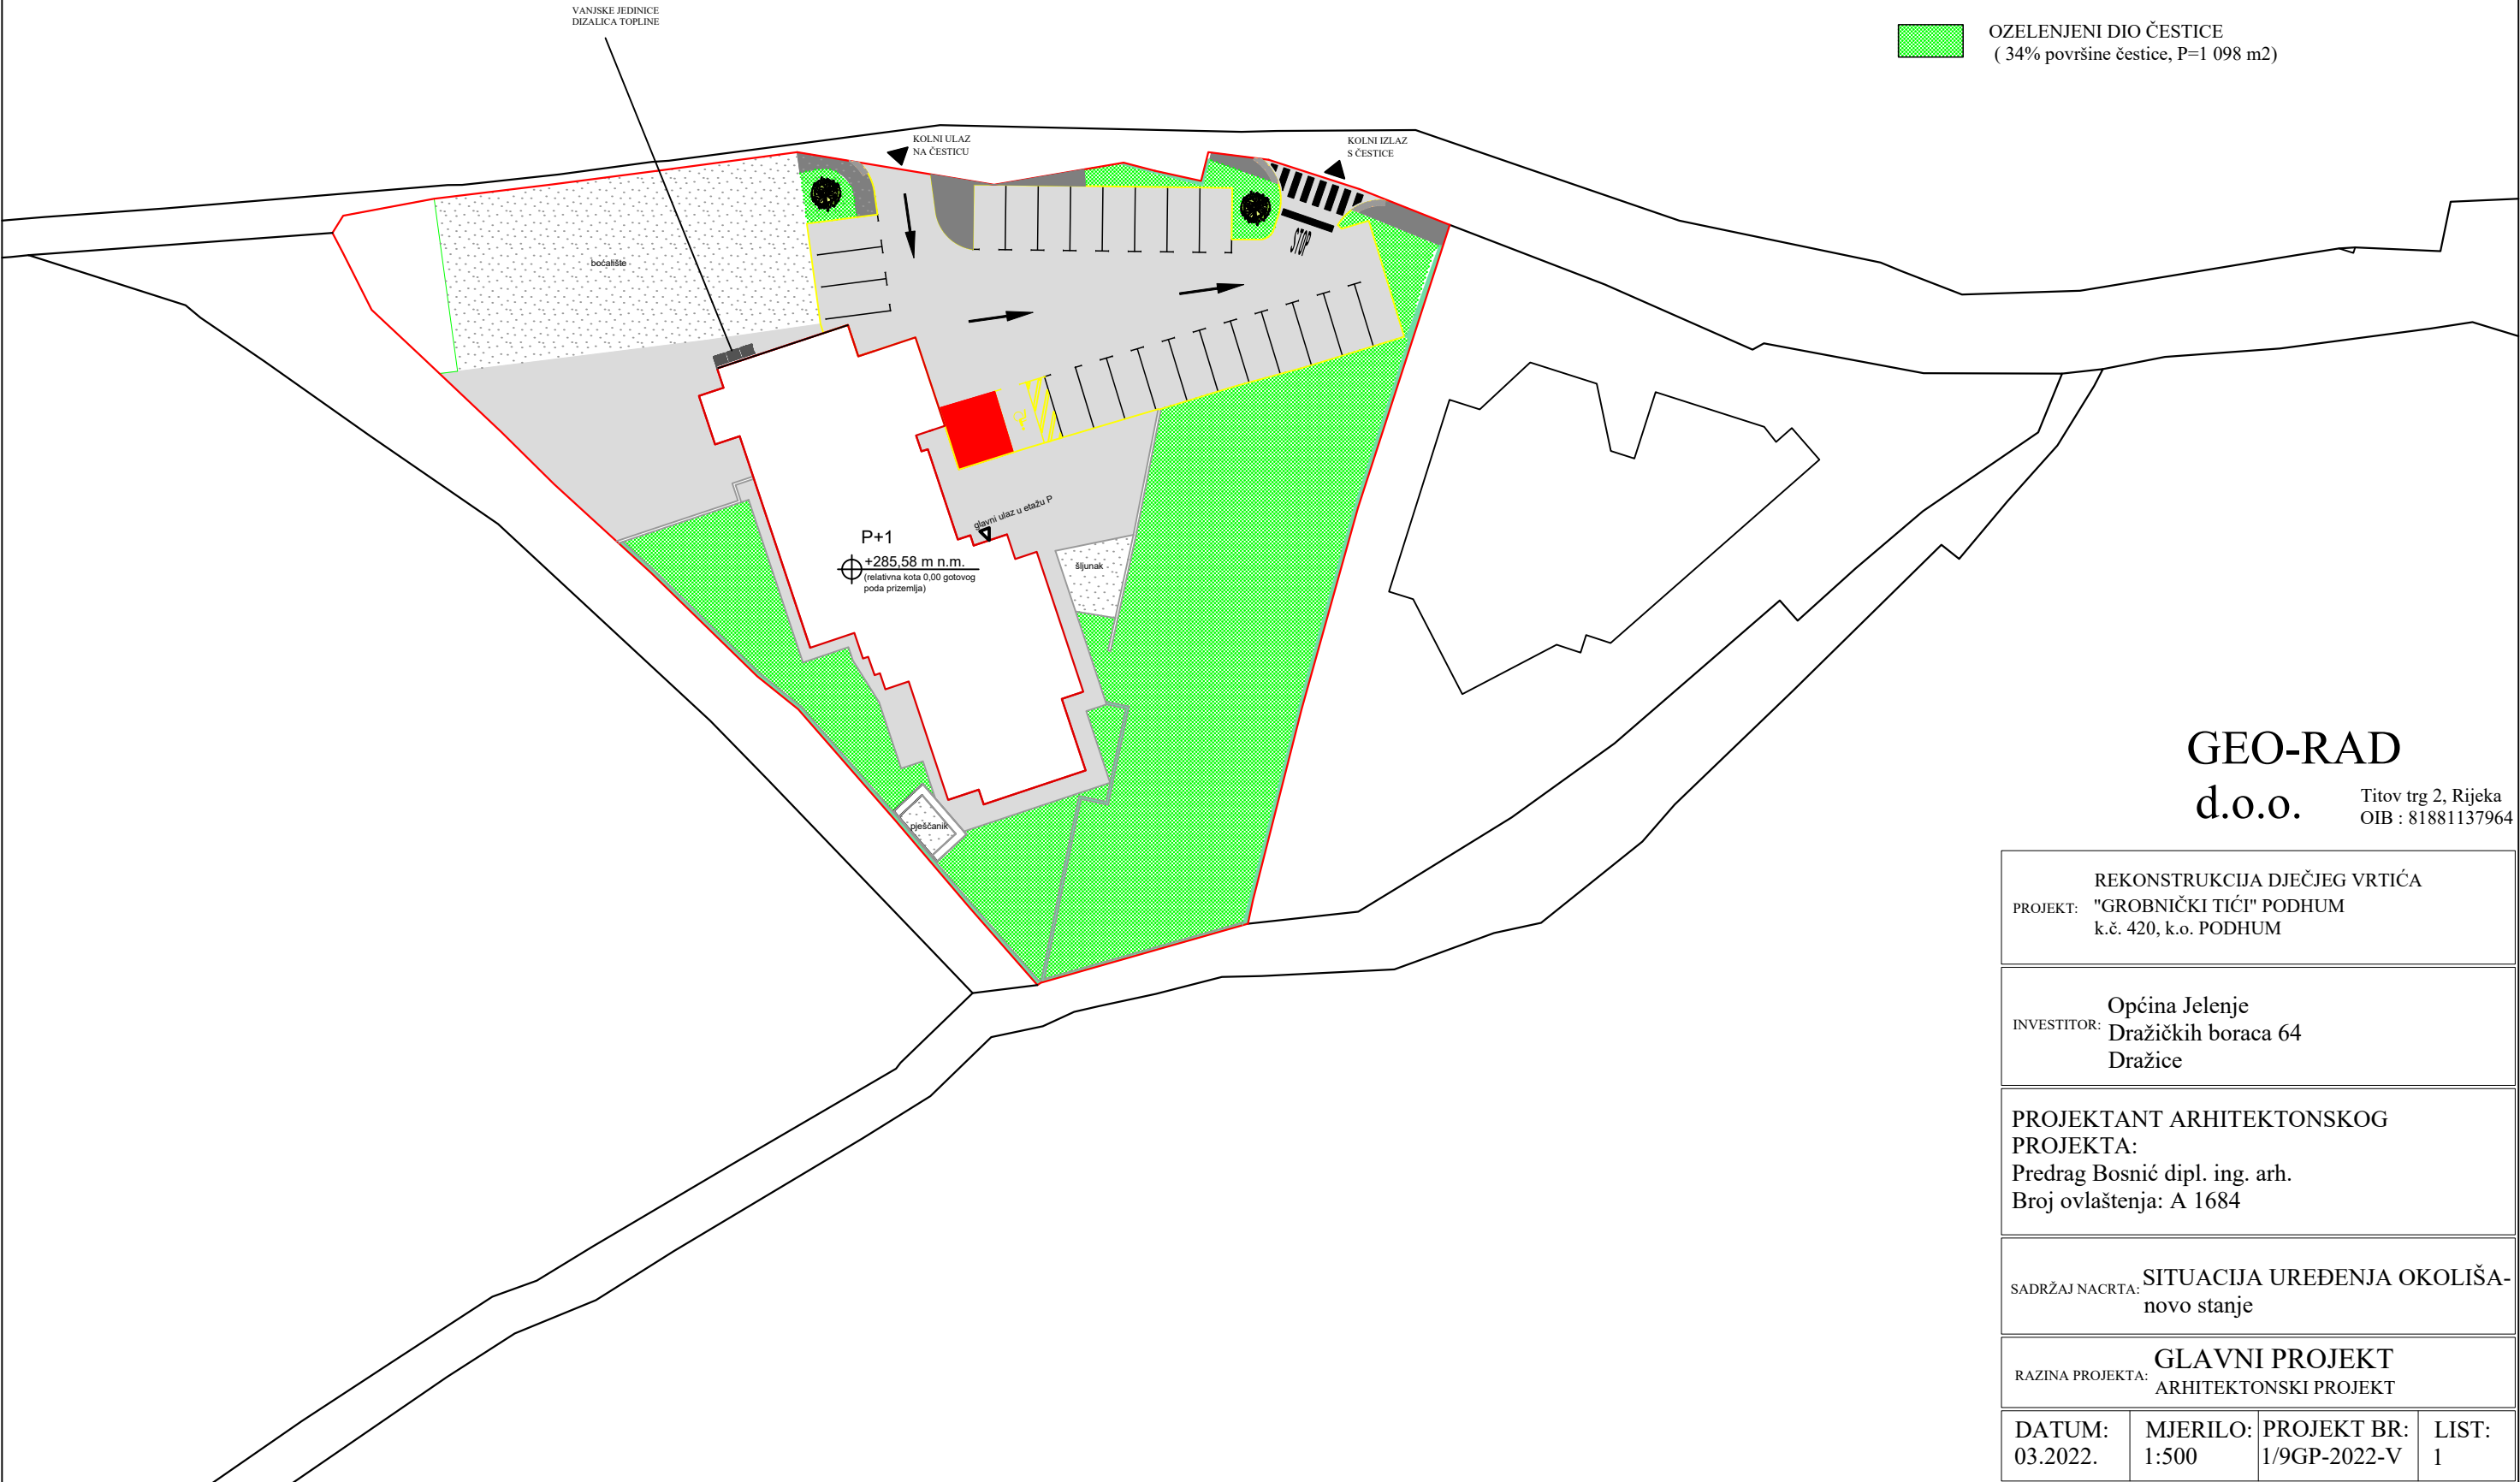 VANJSKE JEDINICE
DIZALICA TOPLINE
OZELENJENI DIO ČESTICE
( 34% površine čestice, P=1 098 m2)
KOLNI ULAZ
NA ČESTICU
KOLNI IZLAZ
S ČESTICE
STOP
boćalište
glavni ulaz u etažu P
P+1
+285,58 m n.m.
(relativna kota 0,00 gotovog
poda prizemlja)
šljunak
pješčanik
GEO-RAD
d.o.o.
Titov trg 2, Rijeka
OIB : 81881137964
PROJEKT:
REKONSTRUKCIJA DJEČJEG VRTIĆA
"GROBNIČKI TIĆI" PODHUM
k.č. 420, k.o. PODHUM
INVESTITOR:
Općina Jelenje
Dražičkih boraca 64
Dražice
PROJEKTANT ARHITEKTONSKOG
PROJEKTA:
Predrag Bosnić dipl. ing. arh.
Broj ovlaštenja: A 1684
SADRŽAJ NACRTA:
SITUACIJA UREĐENJA OKOLIŠA-
novo stanje
RAZINA PROJEKTA:
GLAVNI PROJEKT
ARHITEKTONSKI PROJEKT
DATUM:
03.2022.
MJERILO:
1:500
PROJEKT BR:
1/9GP-2022-V
LIST:
1